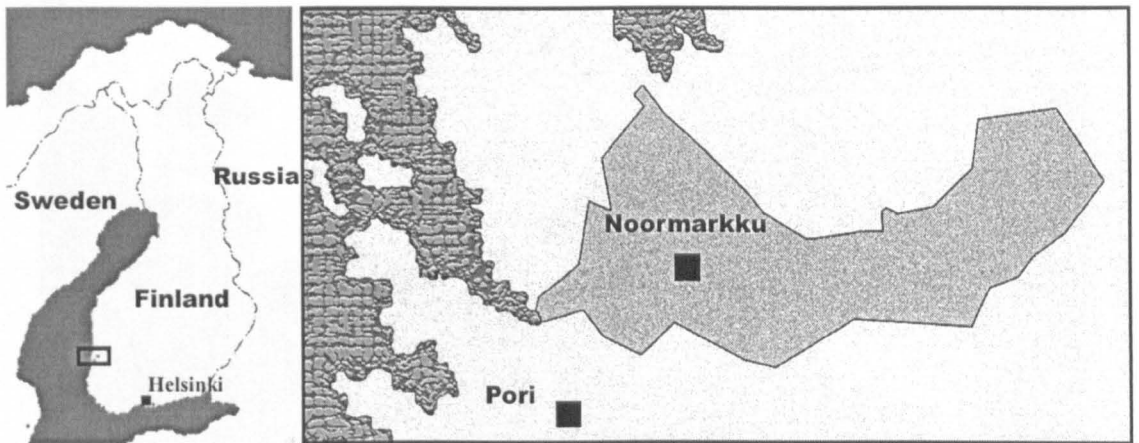 Russia
Sweden
Finland
Helsinki
Noormarkku
Pori